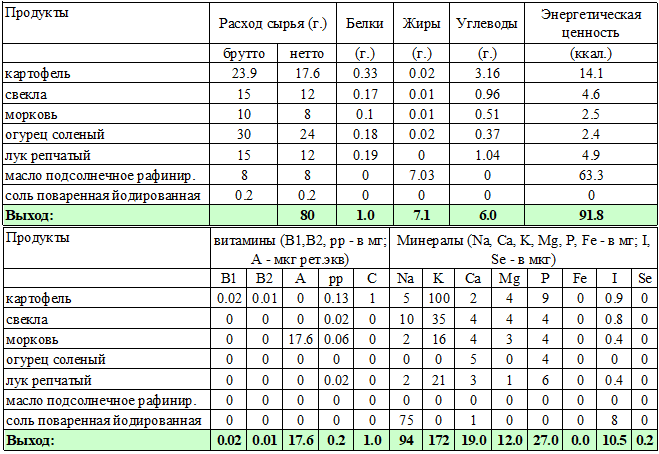 Продукты Расход сырья (г.) Белки Жиры Углеводы Энергетическая ценность
брутто нетто (г.) (г.) (г.) (ккал.)
картофель 23.9 17.6 0.33 0.02 3.16 14.1
свекла 15 12 0.17 0.01 0.96 4.6
морковь 10 8 0.1 0.01 0.51 2.5
огурец соленый 30 24 0.18 0.02 0.37 2.4
лук репчатый 15 12 0.19 0 1.04 4.9
масло подсолнечное рафинир. 8 8 0 7.03 0 63.3
соль поваренная йодированная 0.2 0.2 0 0 0 0
Выход: 80 1.0 7.1 6.0 91.8
Продукты витамины (B1,B2, pp - в мг; Минералы (Na, Ca, K, Mg, P, Fe - в мг; I,
A - мкг рет.экв) Se - в мкг)
B1 B2 A pp C Na K Ca Mg P Fe I Se
картофель 0.02 0.01 0 0.13 1 5 100 2 4 9 0 0.9 0
свекла 0 0 0 0.02 0 10 35 4 4 4 0 0.8 0
морковь 0 0 17.6 0.06 0 2 16 4 3 4 0 0.4 0
огурец соленый 0 0 0 0 0 0 0 5 0 4 0 0 0
лук репчатый 0 0 0 0.02 0 2 21 3 1 6 0 0.4 0
масло подсолнечное рафинир. 0 0 0 0 0 0 0 0 0 0 0 0 0
соль поваренная йодированная 0 0 0 0 0 75 0 1 0 0 0 8 0
Выход: 0.02 0.01 17.6 0.2 1.0 94 172 19.0 12.0 27.0 0.0 10.5 0.2